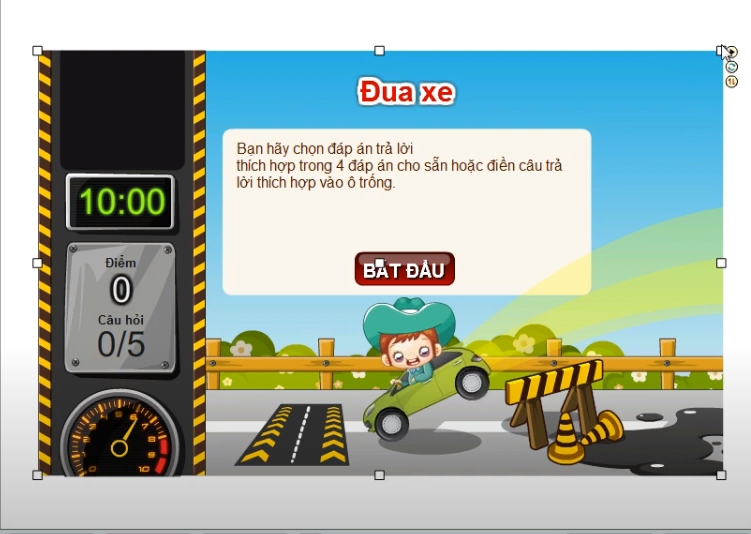 Đua xe
Bạn hãy chọn đáp án trả lời
thích hợp trong 4 đáp án cho sẵn hoặc điền câu trả
lời thích hợp vào ô trống.
BẮT ĐẦU
10:00
Điểm
0
Câu hỏi
0/5